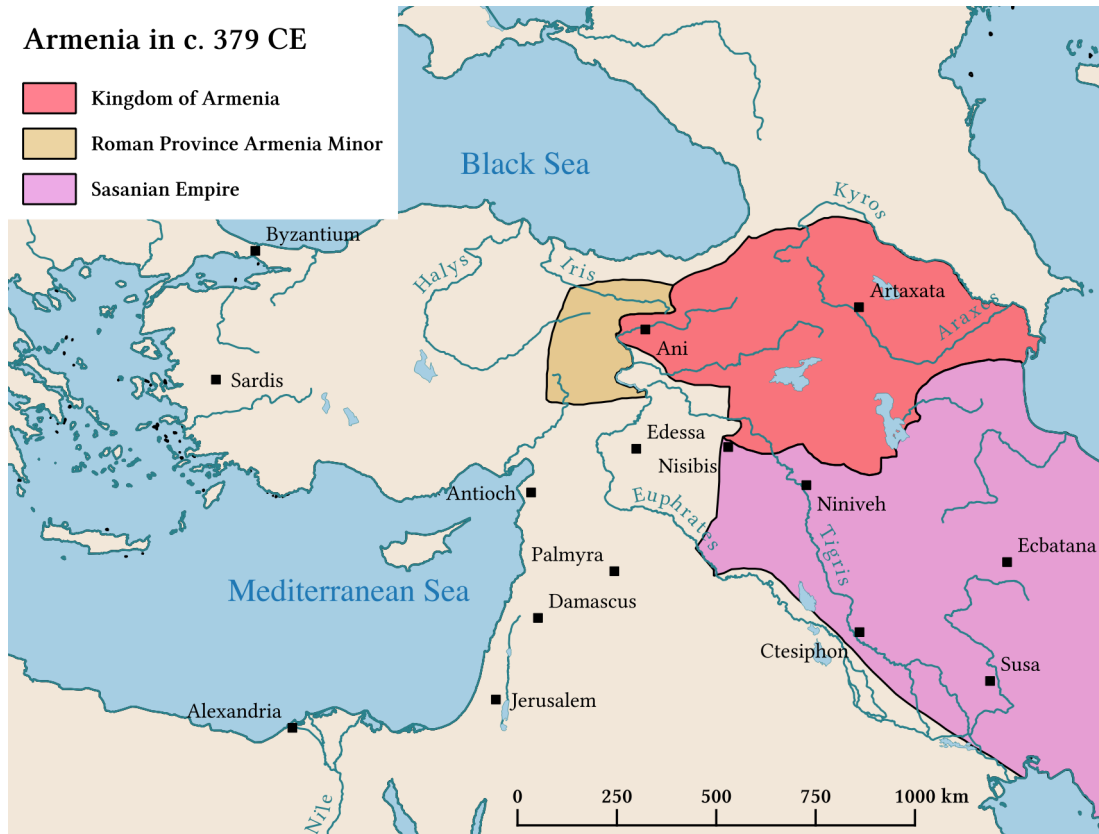 Armenia in c. 379 CE
Kingdom of Armenia
Roman Province Armenia Minor
Sasanian Empire
Black Sea
Kyros
Byzantium
Halys
Iris
Artaxata
Araxes
Ani
Sardis
Edessa
Nisibis
Antioch
Euphrates
Niniveh
Tigris
Palmyra
Ecbatana
Mediterranean Sea
Damascus
Ctesiphon
Susa
Jerusalem
Alexandria
Nile
0 250 500 750 1000 km